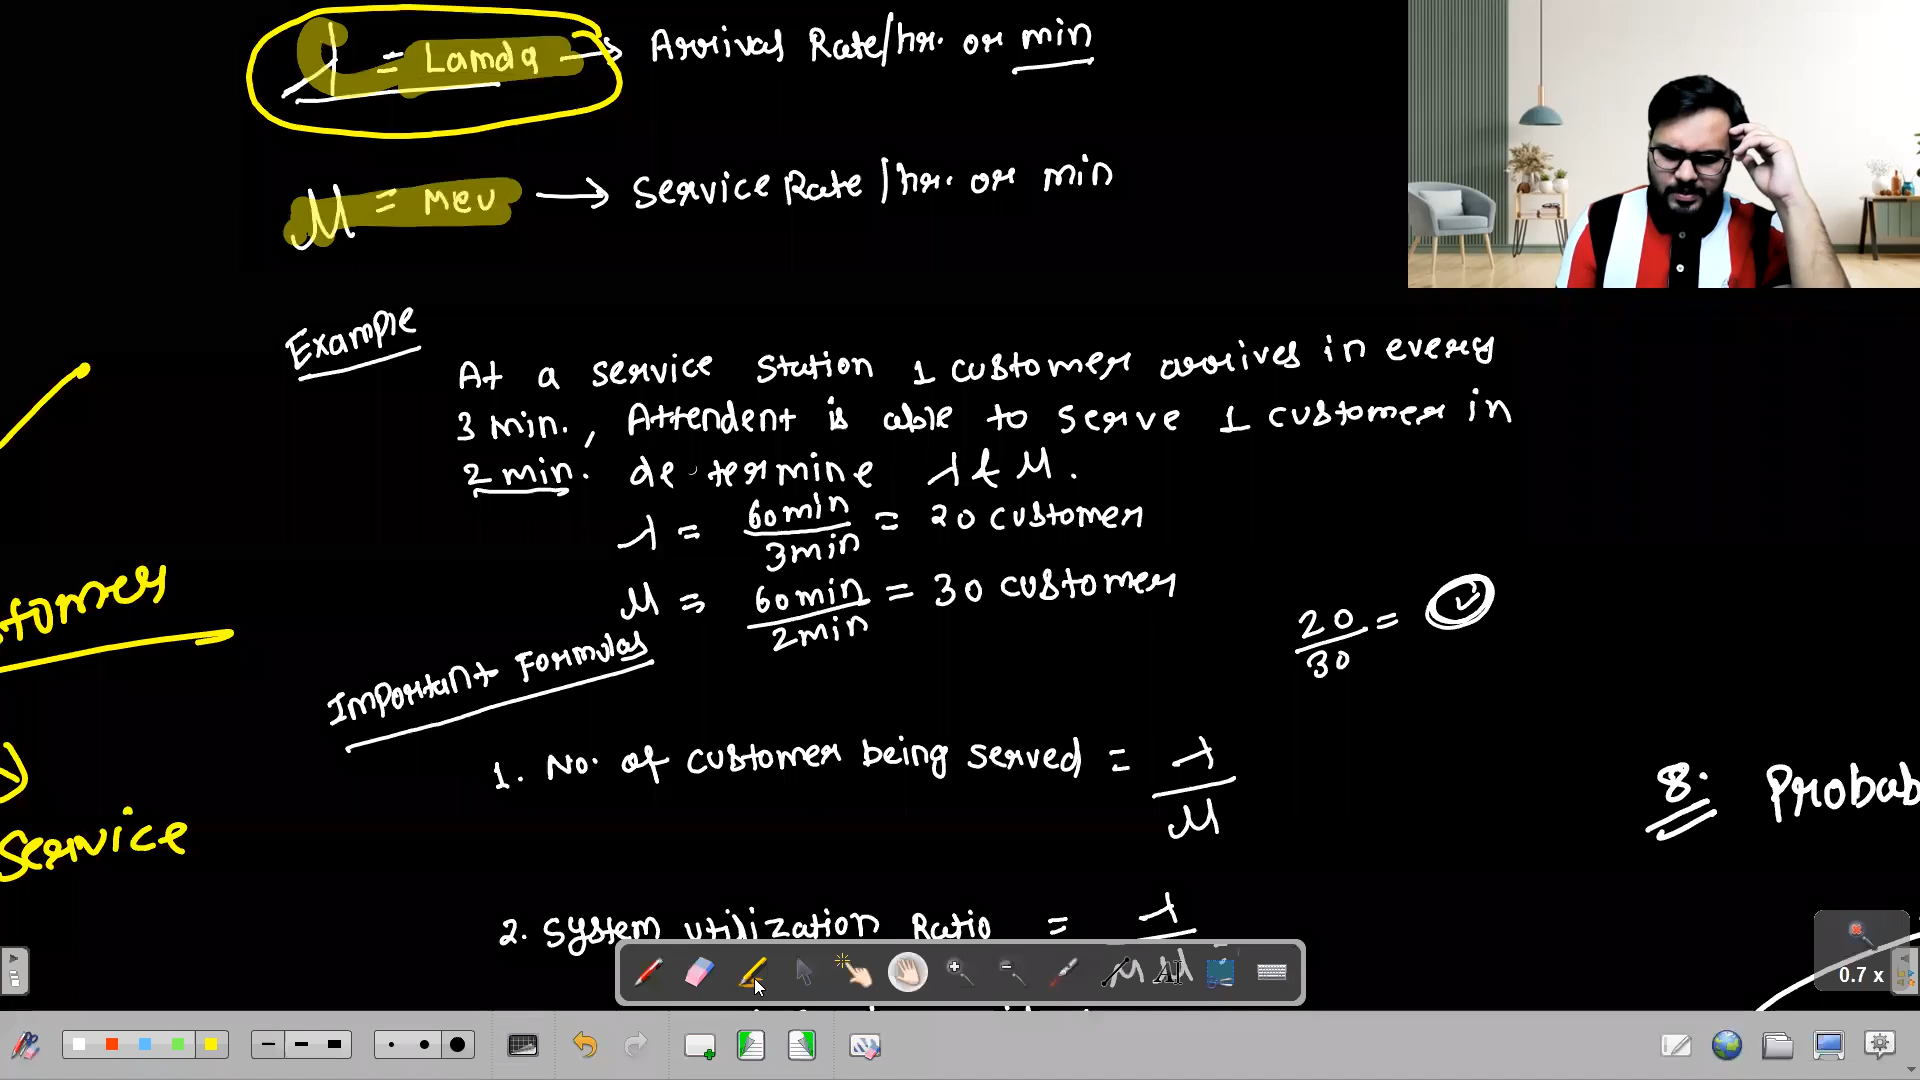 λ = Lamda → Arrival Rate/hr. or min
M = Meu → Service Rate/hr. or min
Example
At a service station 1 customer arrives in every
3 min., Attendent is able to serve 1 customer in
2 min. determine λ & M.
λ = 60min/3min = 20 customer
M = 60min/2min = 30 customer
20/30 =
Important Formulas
1. No. of customer being served = λ/M
8. Probab
2. System utilization Ratio = λ
tomer
Service
0.7 x